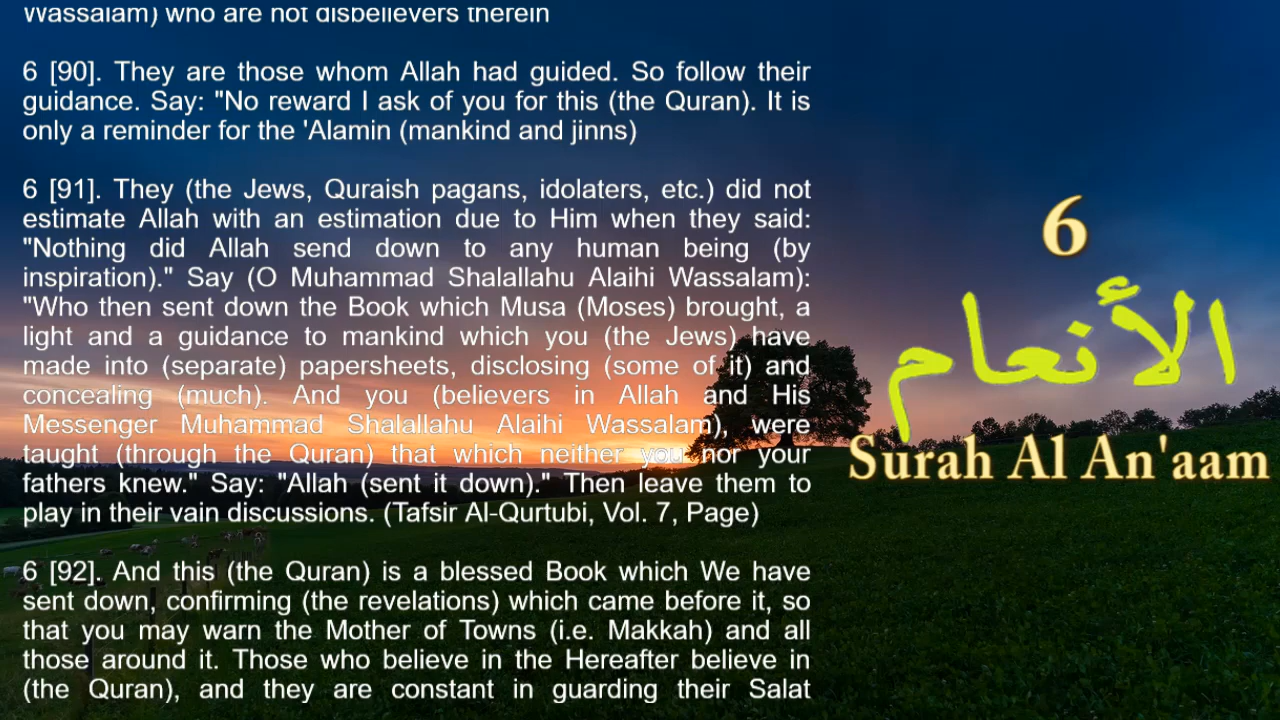 Wassalam) who are not disbelievers therein
6 [90]. They are those whom Allah had guided. So follow their
guidance. Say: "No reward I ask of you for this (the Quran). It is
only a reminder for the 'Alamin (mankind and jinns)
6 [91]. They (the Jews, Quraish pagans, idolaters, etc.) did not
estimate Allah with an estimation due to Him when they said:
"Nothing did Allah send down to any human being (by
inspiration)." Say (O Muhammad Shalallahu Alaihi Wassalam):
"Who then sent down the Book which Musa (Moses) brought, a
light and a guidance to mankind which you (the Jews) have
made into (separate) papersheets, disclosing (some of it) and
concealing (much). And you (believers in Allah and His
Messenger Muhammad Shalallahu Alaihi Wassalam), were
taught (through the Quran) that which neither you nor your
fathers knew." Say: "Allah (sent it down)." Then leave them to
play in their vain discussions. (Tafsir Al-Qurtubi, Vol. 7, Page)
6 [92]. And this (the Quran) is a blessed Book which We have
sent down, confirming (the revelations) which came before it, so
that you may warn the Mother of Towns (i.e. Makkah) and all
those around it. Those who believe in the Hereafter believe in
(the Quran), and they are constant in guarding their Salat
6
الأنعام
Surah Al An'aam